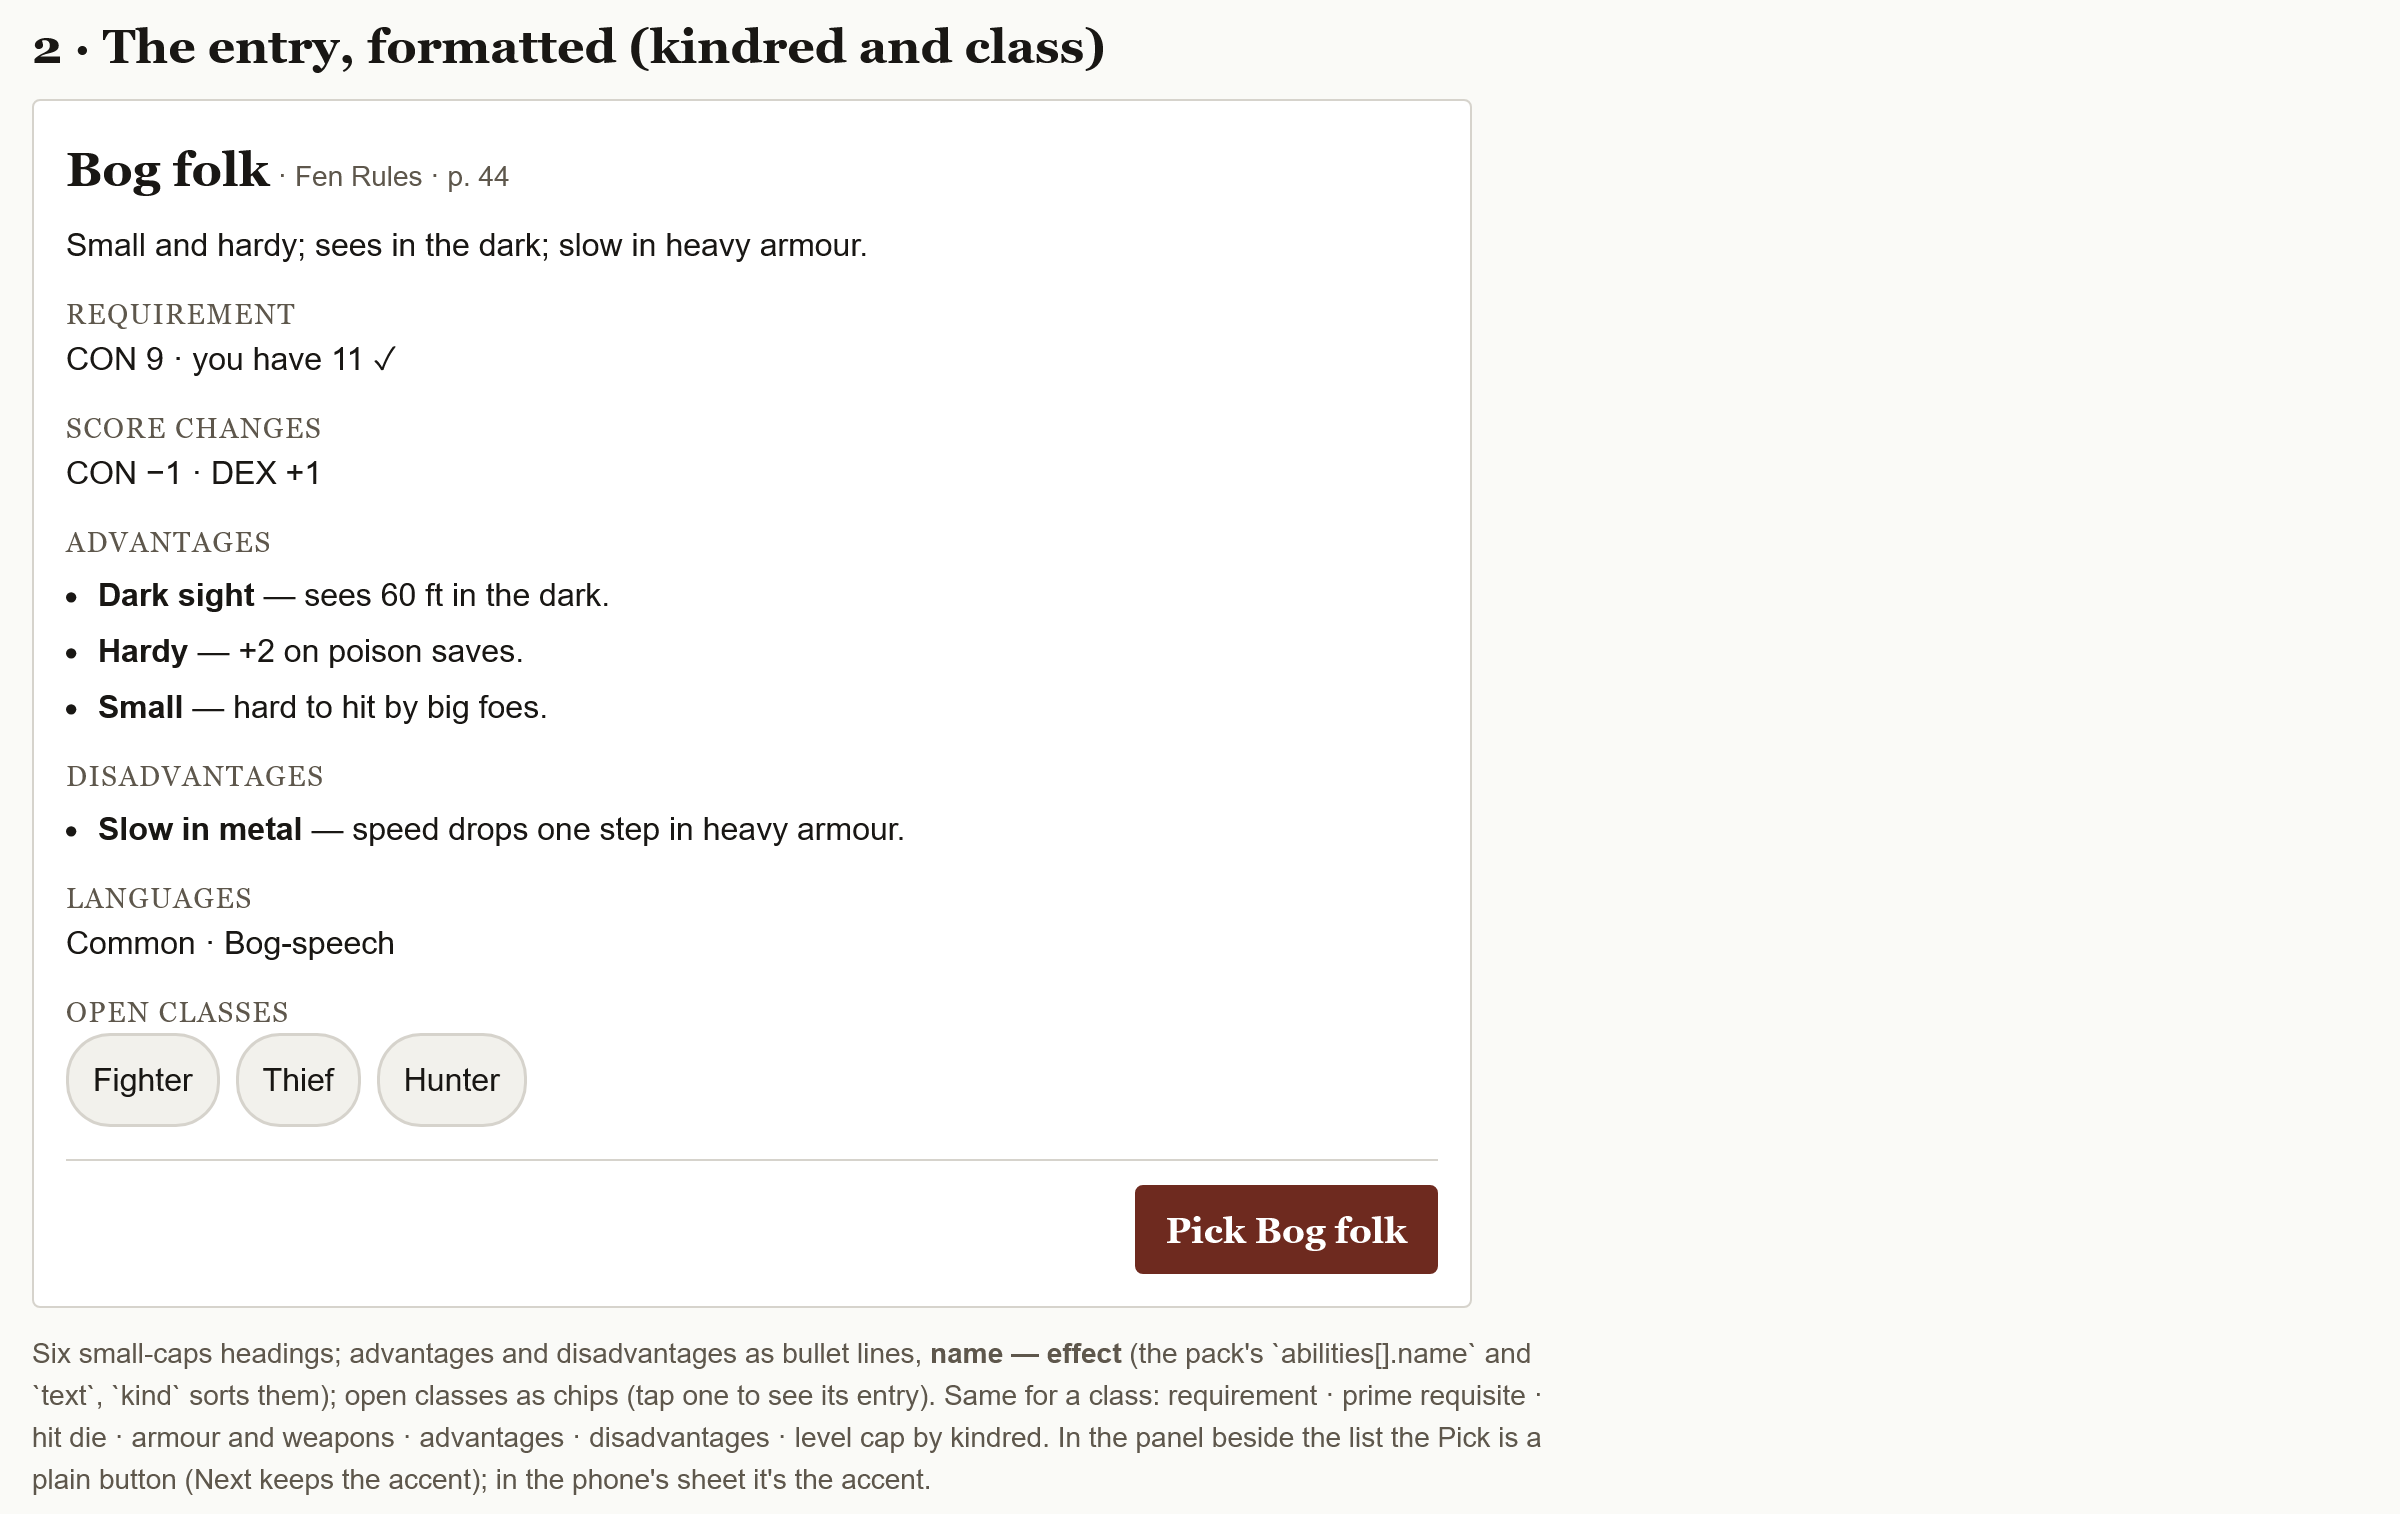 2 · The entry, formatted (kindred and class)
Bog folk · Fen Rules · p. 44
Small and hardy; sees in the dark; slow in heavy armour.
REQUIREMENT
CON 9 · you have 11 ✓
SCORE CHANGES
CON −1 · DEX +1
ADVANTAGES
• Dark sight — sees 60 ft in the dark.
• Hardy — +2 on poison saves.
• Small — hard to hit by big foes.
DISADVANTAGES
• Slow in metal — speed drops one step in heavy armour.
LANGUAGES
Common · Bog-speech
OPEN CLASSES
Fighter Thief Hunter
Pick Bog folk
Six small-caps headings; advantages and disadvantages as bullet lines, name — effect (the pack's `abilities[].name` and
`text`, `kind` sorts them); open classes as chips (tap one to see its entry). Same for a class: requirement · prime requisite ·
hit die · armour and weapons · advantages · disadvantages · level cap by kindred. In the panel beside the list the Pick is a
plain button (Next keeps the accent); in the phone's sheet it's the accent.